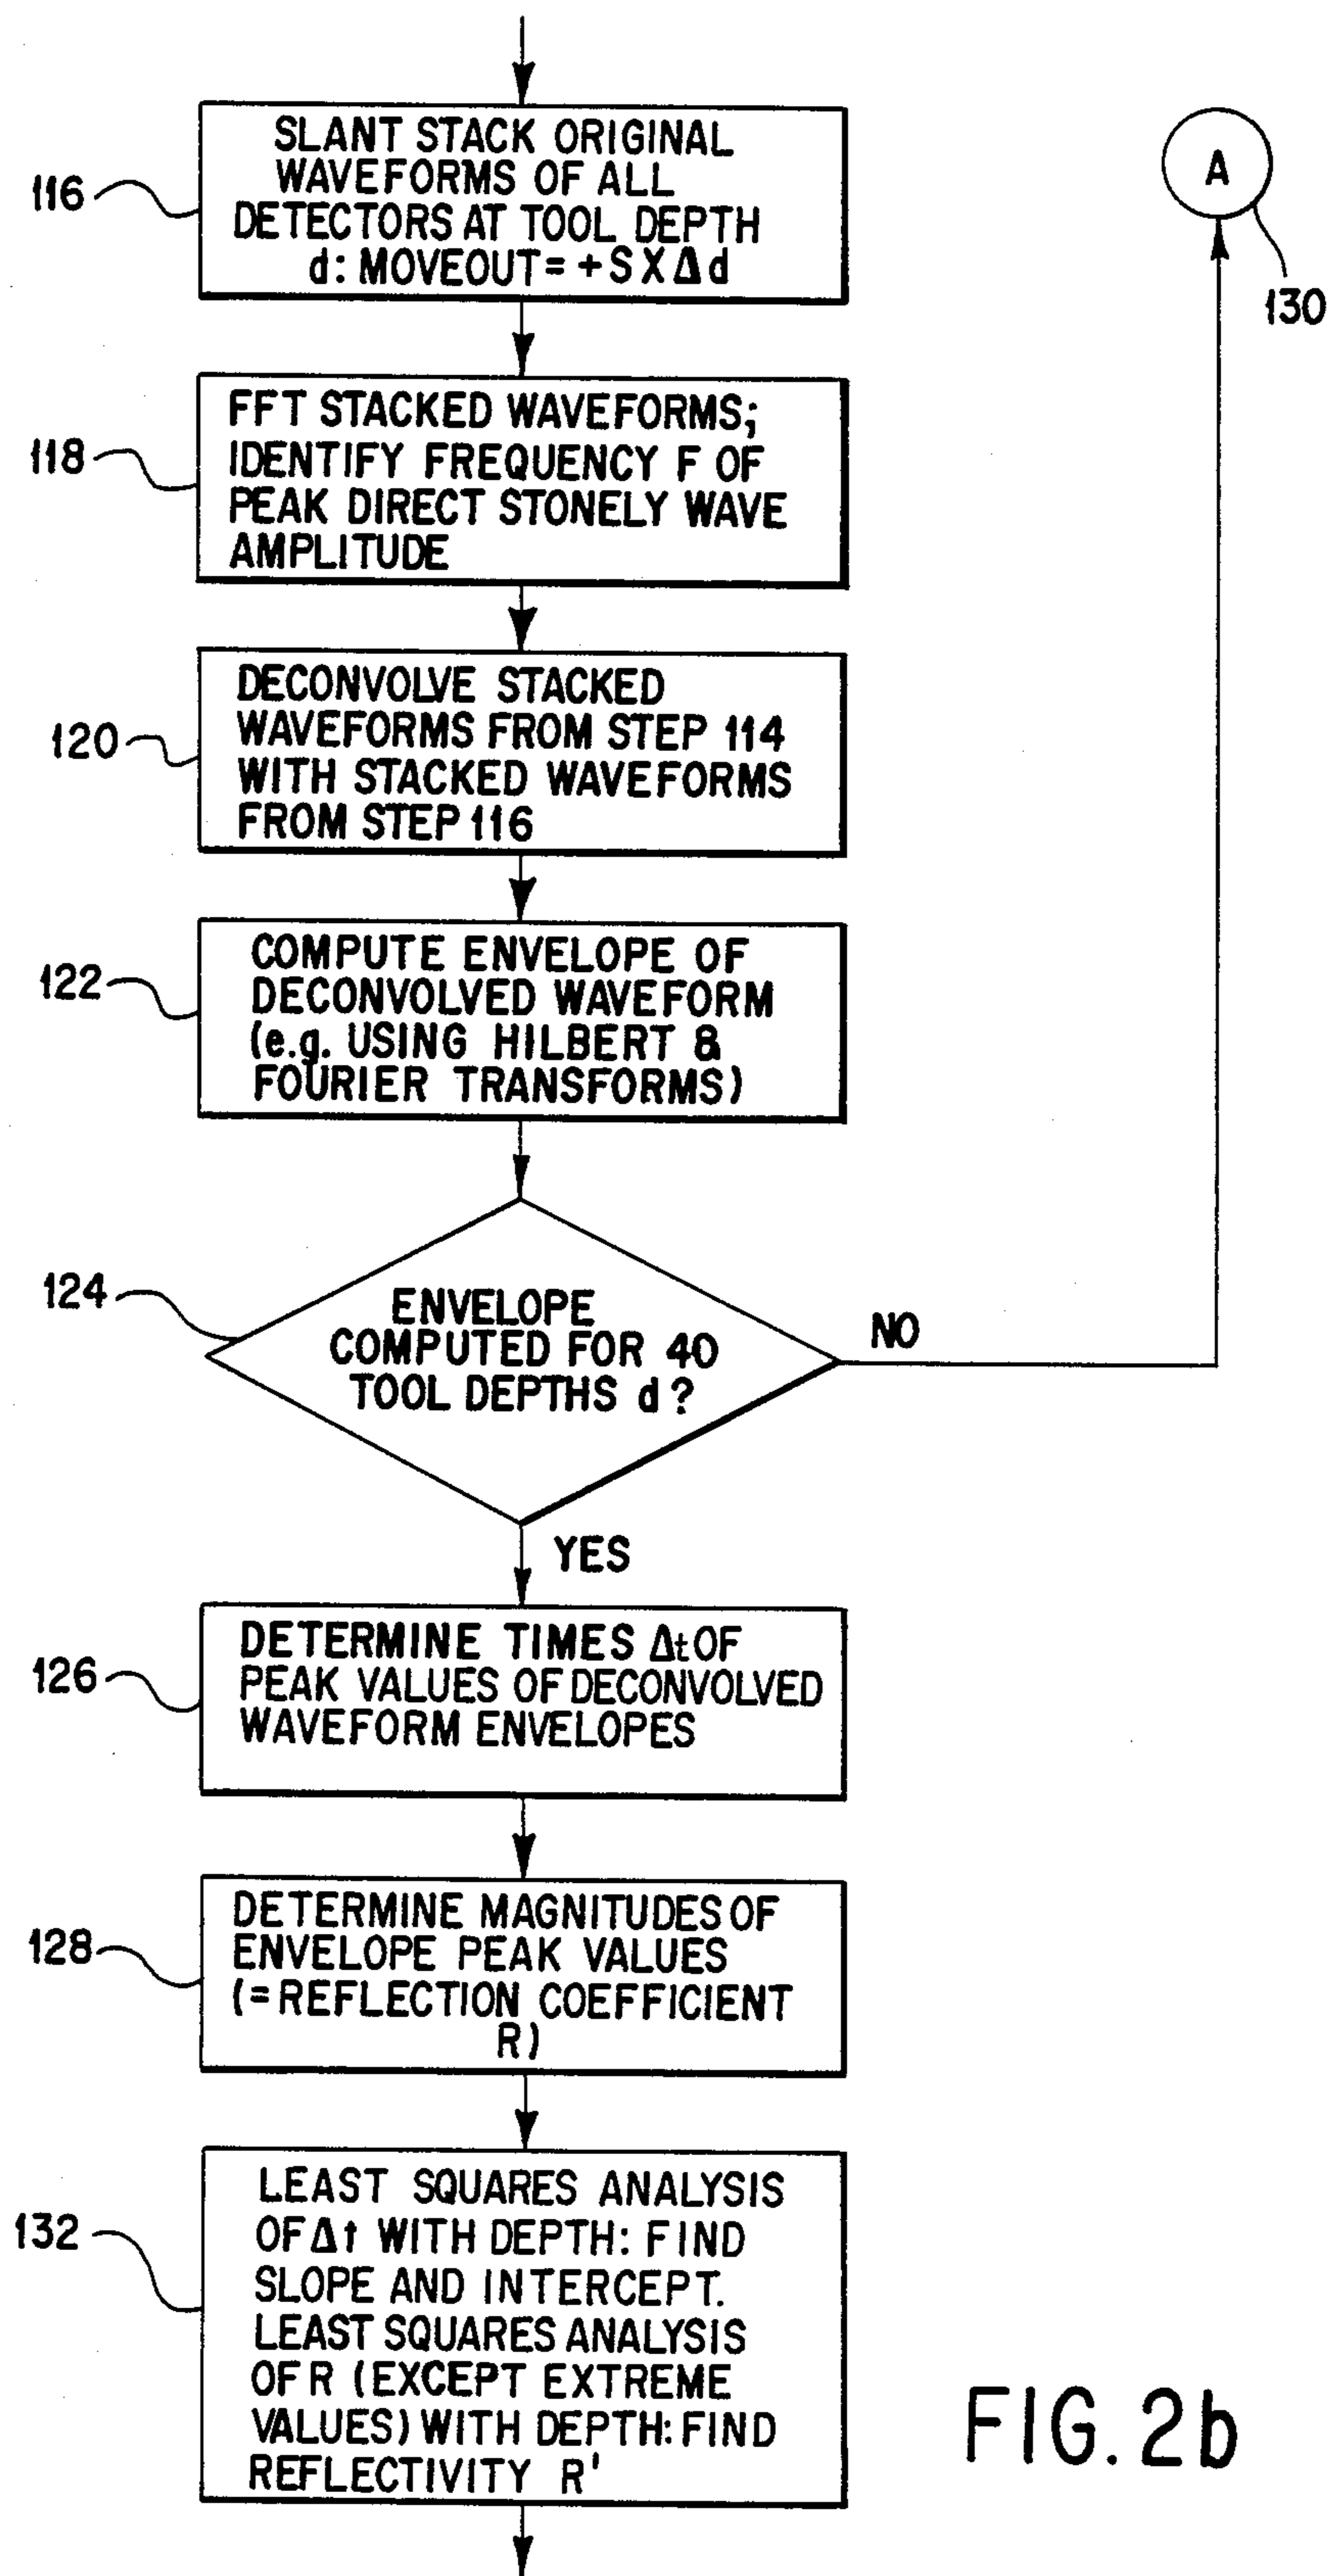 116
SLANT STACK ORIGINAL
WAVEFORMS OF ALL
DETECTORS AT TOOL DEPTH
d: MOVEOUT = + S X Δ d
A
130
118
FFT STACKED WAVEFORMS;
IDENTIFY FREQUENCY F OF
PEAK DIRECT STONELY WAVE
AMPLITUDE
120
DECONVOLVE STACKED
WAVEFORMS FROM STEP 114
WITH STACKED WAVEFORMS
FROM STEP 116
122
COMPUTE ENVELOPE OF
DECONVOLVED WAVEFORM
(e.g. USING HILBERT &
FOURIER TRANSFORMS)
124
ENVELOPE
COMPUTED FOR 40
TOOL DEPTHS d?
NO
YES
126
DETERMINE TIMES Δt OF
PEAK VALUES OF DECONVOLVED
WAVEFORM ENVELOPES
128
DETERMINE MAGNITUDES OF
ENVELOPE PEAK VALUES
(= REFLECTION COEFFICIENT
R)
132
LEAST SQUARES ANALYSIS
OF Δt WITH DEPTH: FIND
SLOPE AND INTERCEPT.
LEAST SQUARES ANALYSIS
OF R (EXCEPT EXTREME
VALUES) WITH DEPTH: FIND
REFLECTIVITY R'
FIG. 2b